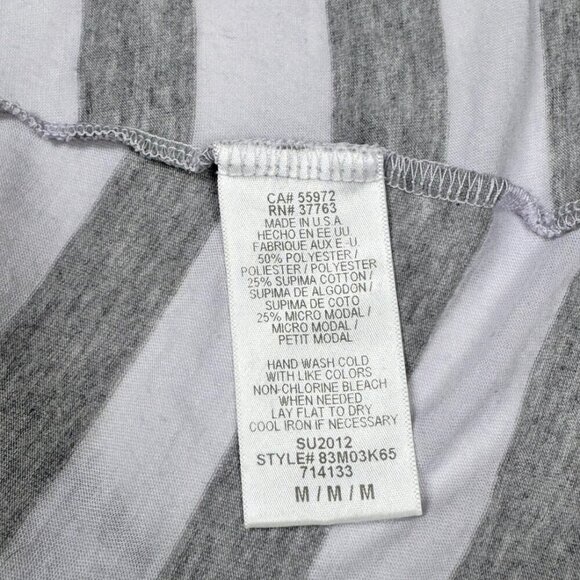 CA# 55972
RN# 37763
MADE IN U.S.A
HECHO EN EE UU
FABRIQUE AUX E-U
50% POLYESTER /
POLIESTER / POLYESTER
25% SUPIMA COTTON /
SUPIMA DE ALGODON /
SUPIMA DE COTO
25% MICRO MODAL /
MICRO MODAL /
PETIT MODAL
HAND WASH COLD
WITH LIKE COLORS
NON-CHLORINE BLEACH
WHEN NEEDED
LAY FLAT TO DRY
COOL IRON IF NECESSARY
SU2012
STYLE# 83M03K65
714133
M / M / M